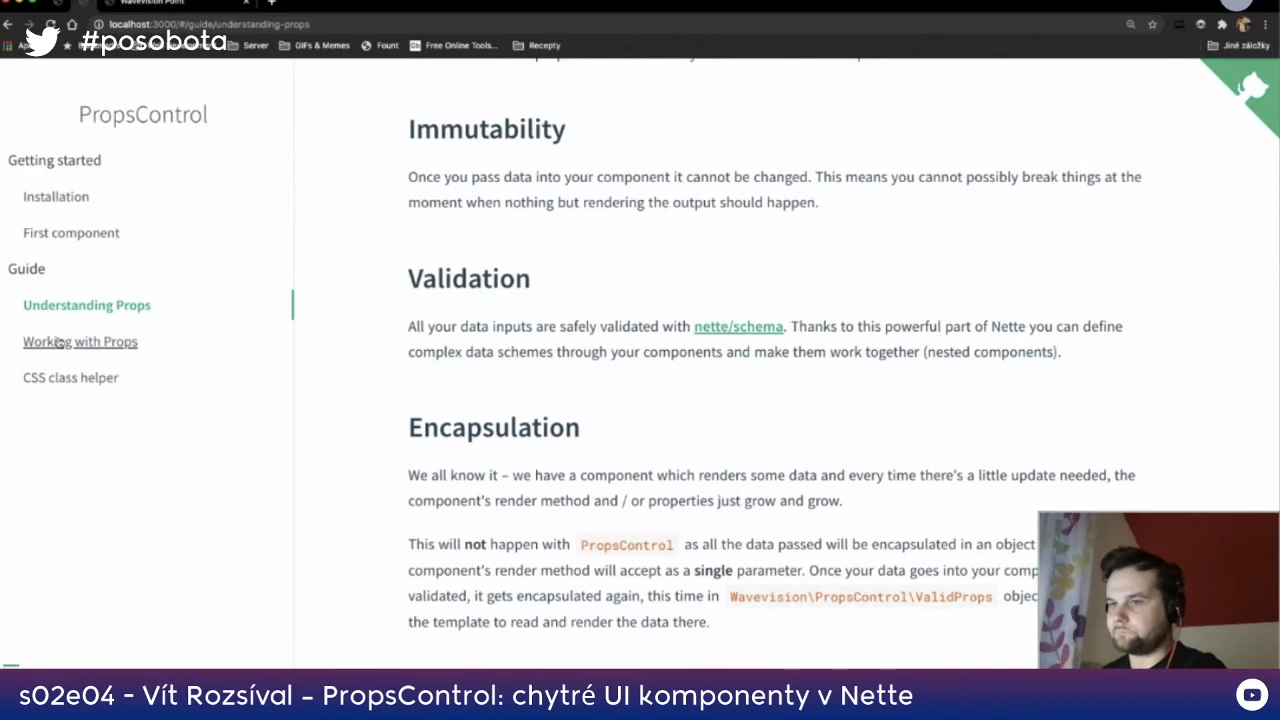 Wavevision Point
localhost:3000/#/guide/understanding-props
#posobota
Server
GIFs & Memes
Fount
Free Online Tools...
Recepty
Jiné záložky
PropsControl
Getting started
Installation
First component
Guide
Understanding Props
Working with Props
CSS class helper
Immutability
Once you pass data into your component it cannot be changed. This means you cannot possibly break things at the
moment when nothing but rendering the output should happen.
Validation
All your data inputs are safely validated with nette/schema. Thanks to this powerful part of Nette you can define
complex data schemes through your components and make them work together (nested components).
Encapsulation
We all know it – we have a component which renders some data and every time there's a little update needed, the
component's render method and / or properties just grow and grow.
This will not happen with PropsControl as all the data passed will be encapsulated in an object
component's render method will accept as a single parameter. Once your data goes into your comp
validated, it gets encapsulated again, this time in Wavevision\PropsControl\ValidProps objec
the template to read and render the data there.
s02e04 - Vít Rozsíval - PropsControl: chytré UI komponenty v Nette